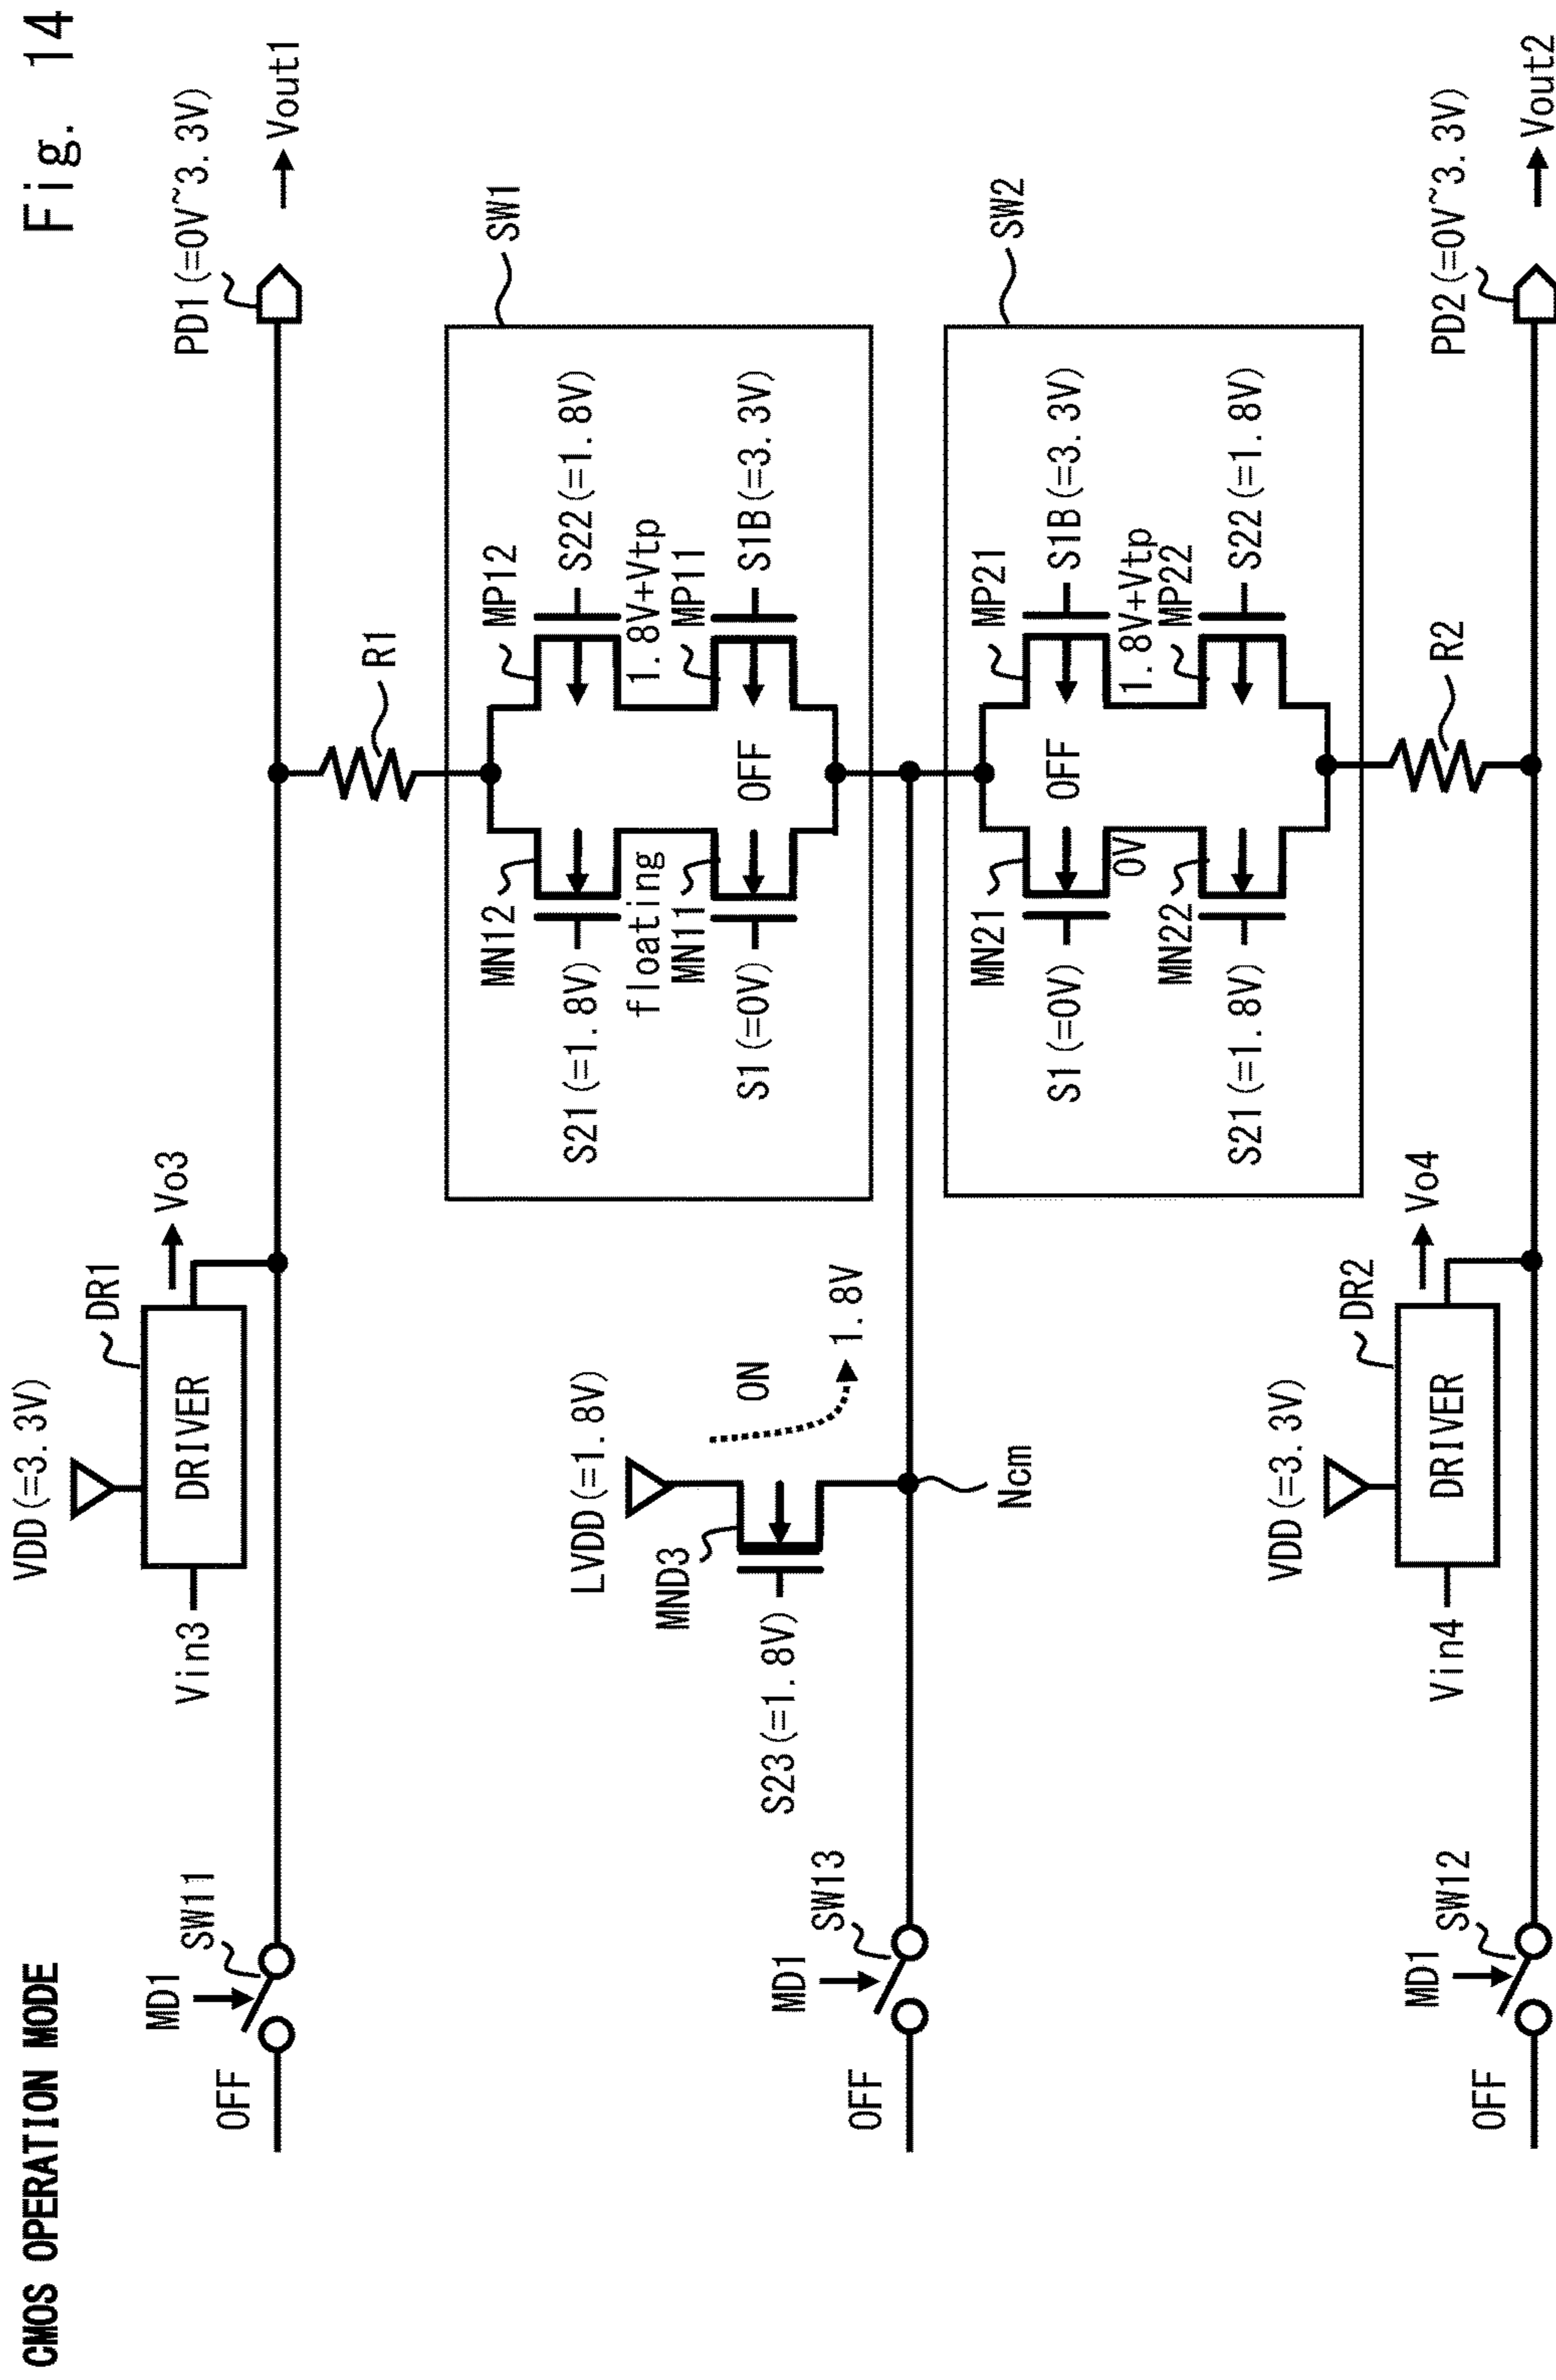 Fig. 14
CMOS OPERATION MODE
VDD(=3.3V)
DR1
Vo3
DRIVER
Vin3
PD1(=0V~3.3V)
Vout1
MD1
SW11
OFF
R1
SW1
MN12
MP12
S21(=1.8V)
S22(=1.8V)
floating
1.8V+Vtp
MN11
MP11
S1(=0V)
OFF
S1B(=3.3V)
LVDD(=1.8V)
MND3
ON
S23(=1.8V)
1.8V
MD1
SW13
OFF
Ncm
SW2
MN21
MP21
S1(=0V)
OFF
S1B(=3.3V)
0V
1.8V+Vtp
MN22
MP22
S21(=1.8V)
S22(=1.8V)
R2
VDD(=3.3V)
DR2
Vo4
DRIVER
Vin4
PD2(=0V~3.3V)
Vout2
MD1
SW12
OFF